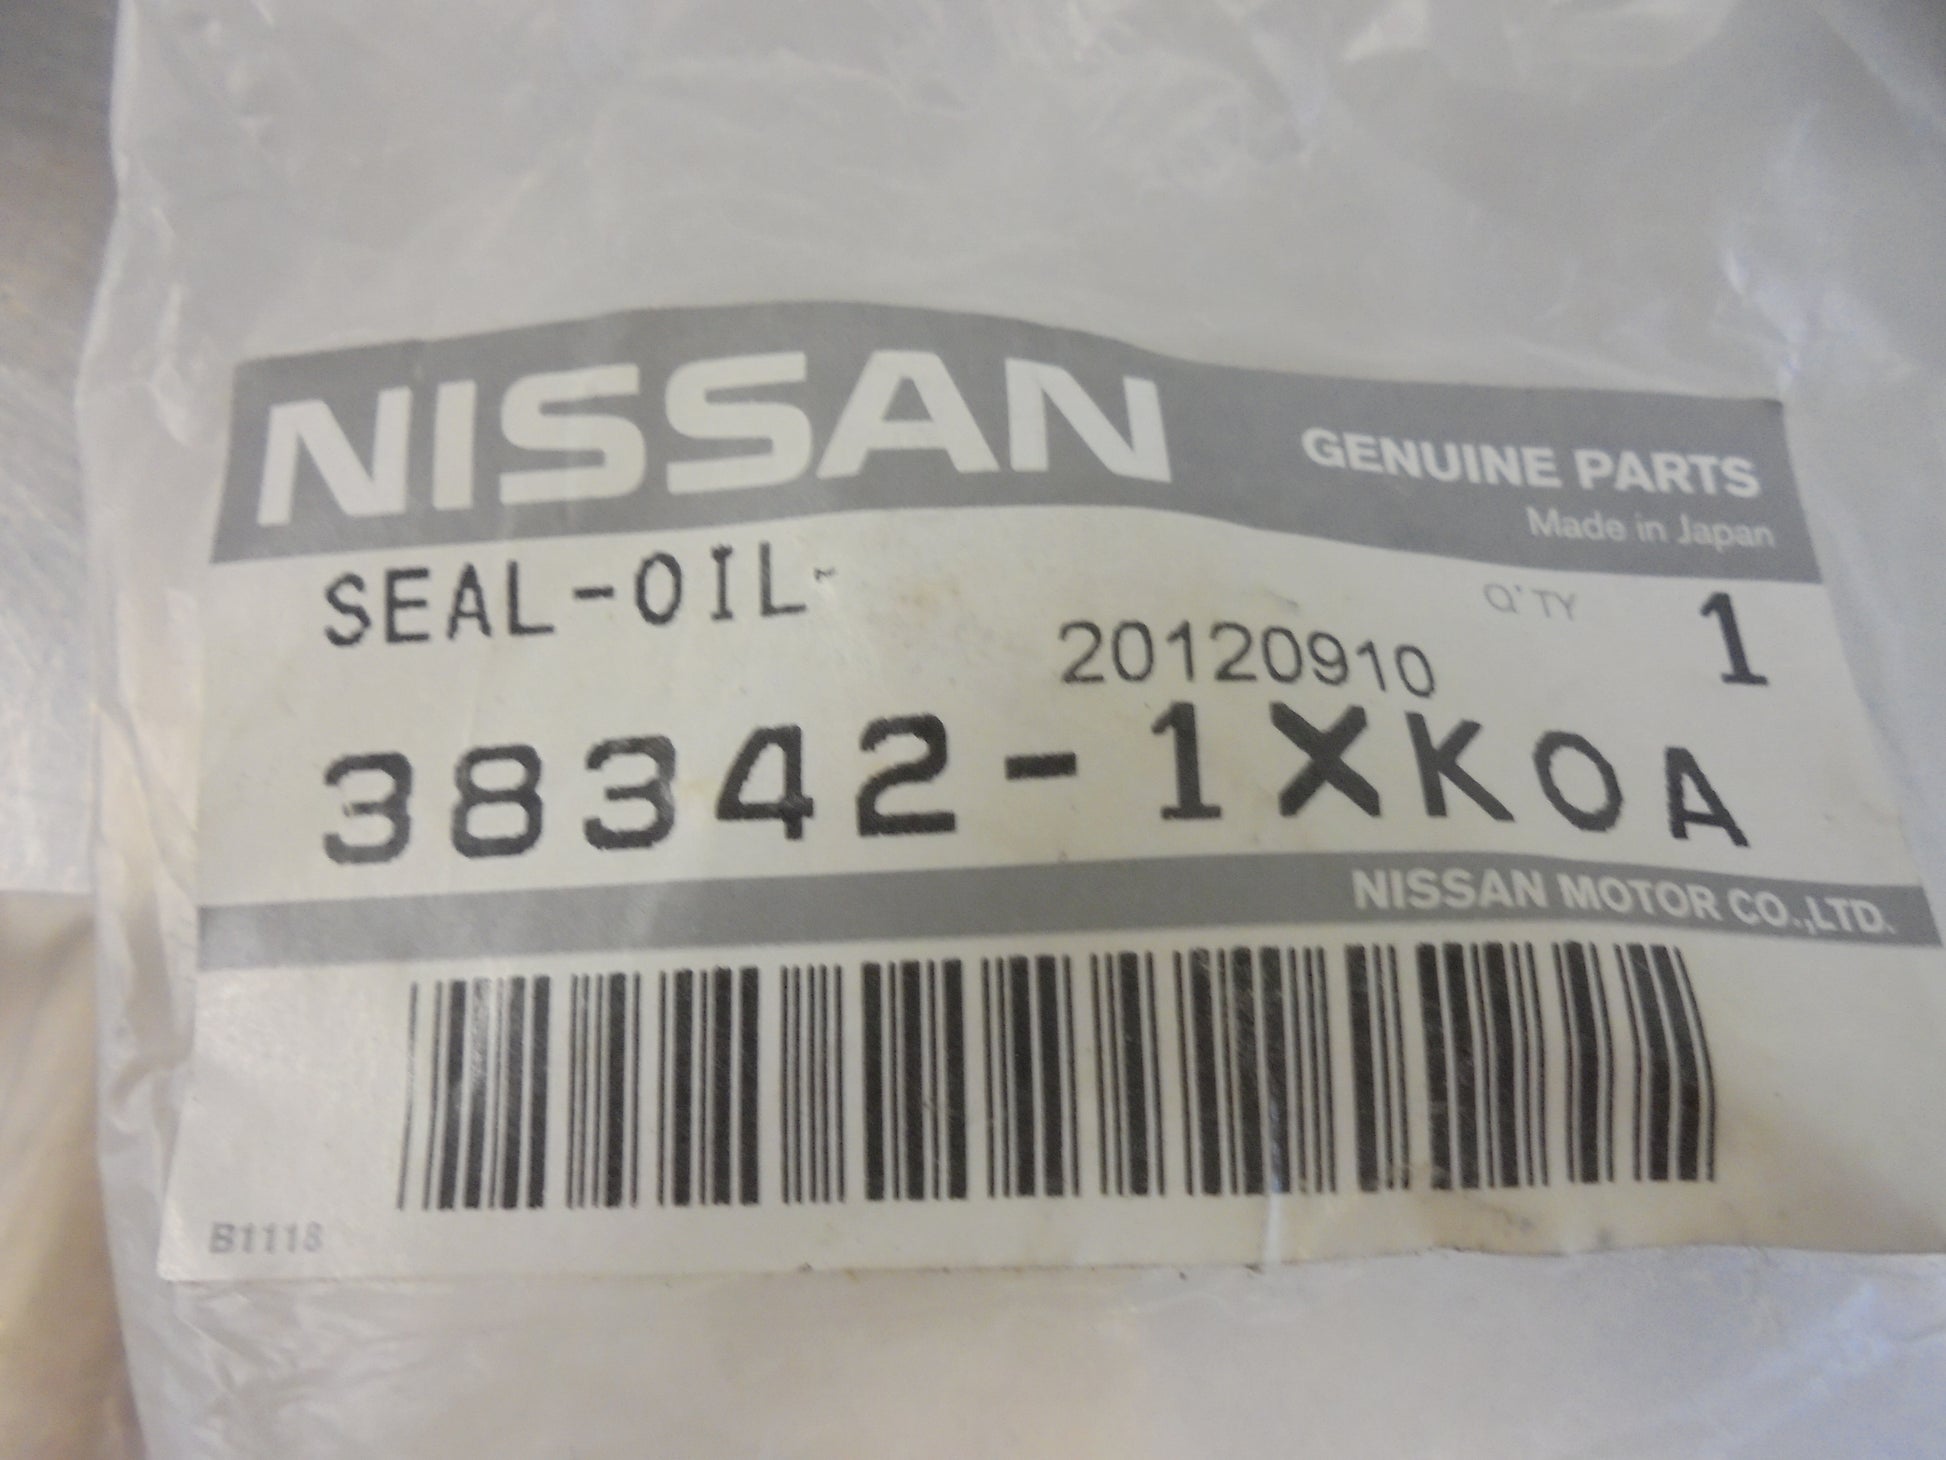 NISSAN
GENUINE PARTS
Made in Japan
SEAL-OIL-
Q'TY 1
20120910
38342-1XK0A
NISSAN MOTOR CO.,LTD.
B1118